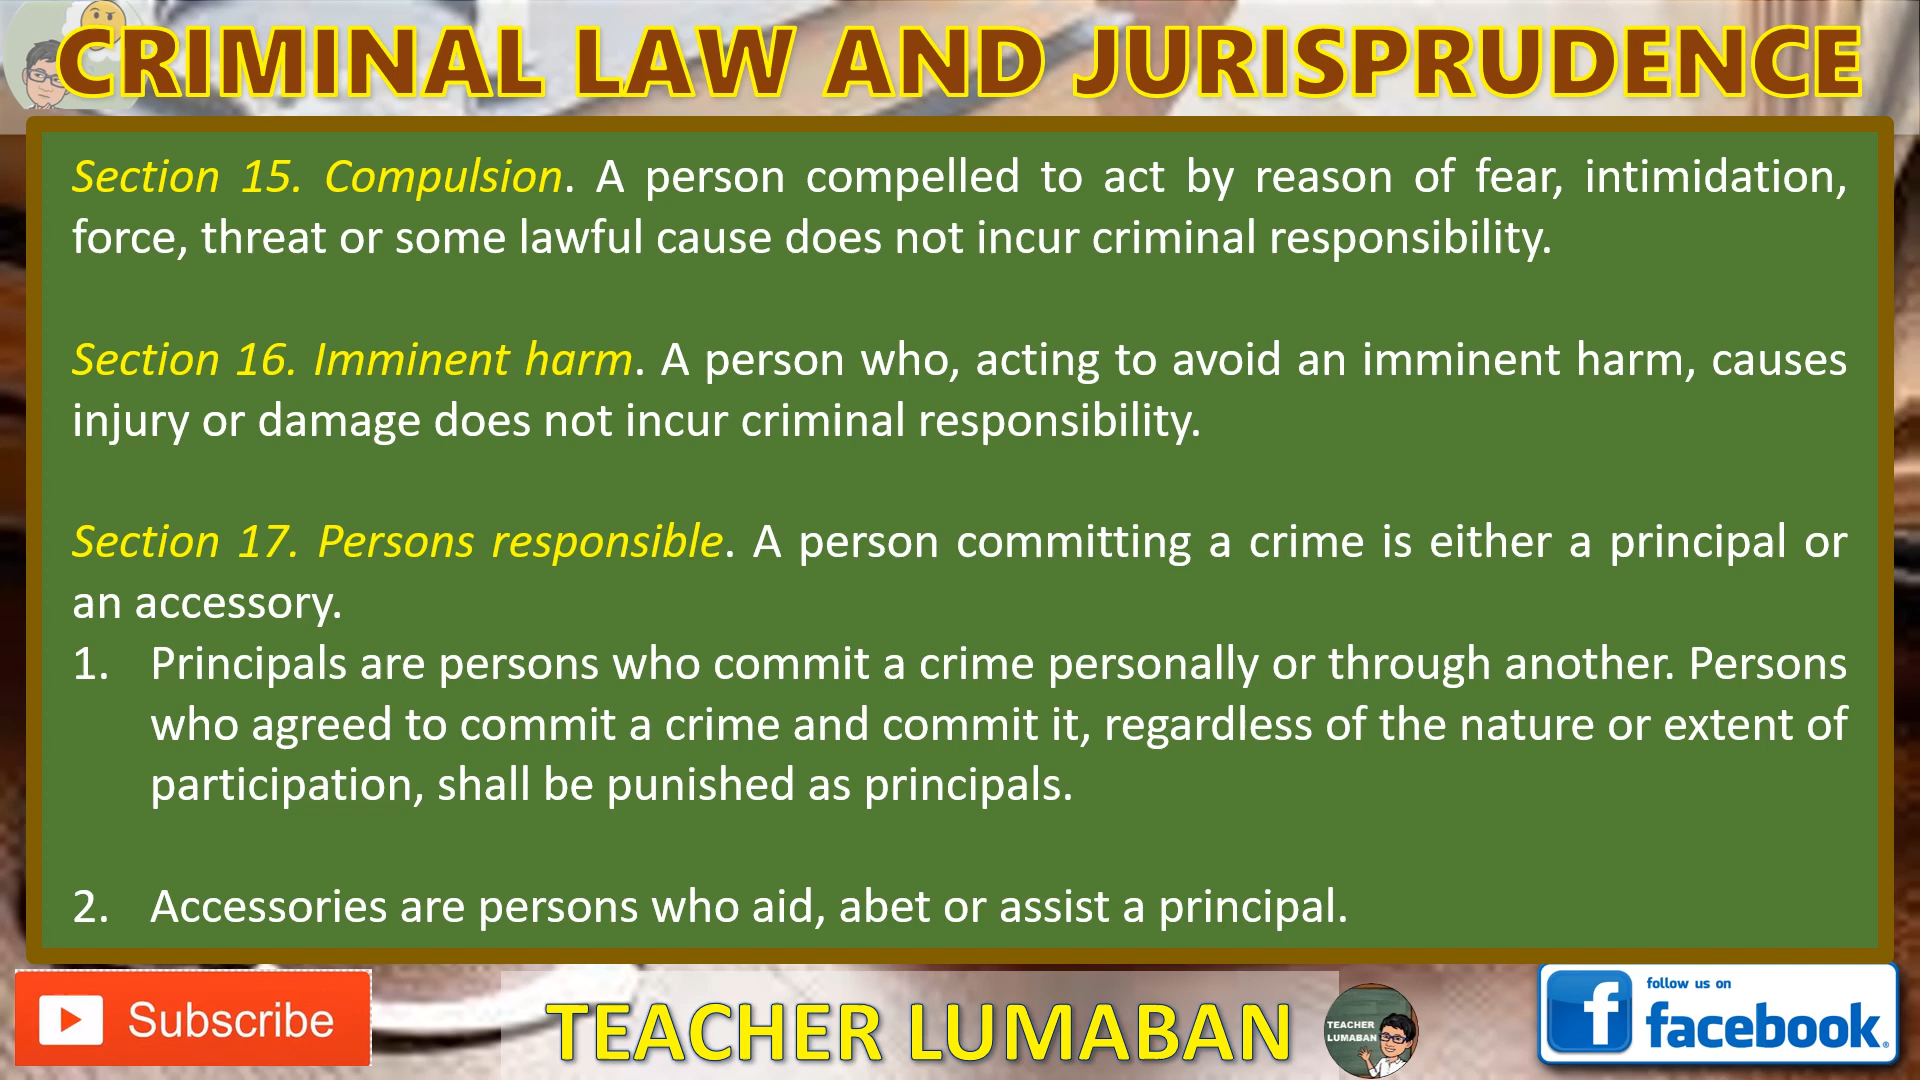 CRIMINAL LAW AND JURISPRUDENCE
Section 15. Compulsion. A person compelled to act by reason of fear, intimidation,
force, threat or some lawful cause does not incur criminal responsibility.
Section 16. Imminent harm. A person who, acting to avoid an imminent harm, causes
injury or damage does not incur criminal responsibility.
Section 17. Persons responsible. A person committing a crime is either a principal or
an accessory.
1. Principals are persons who commit a crime personally or through another. Persons
who agreed to commit a crime and commit it, regardless of the nature or extent of
participation, shall be punished as principals.
2. Accessories are persons who aid, abet or assist a principal.
Subscribe
TEACHER LUMABAN
TEACHER
LUMABAN
follow us on
facebook.